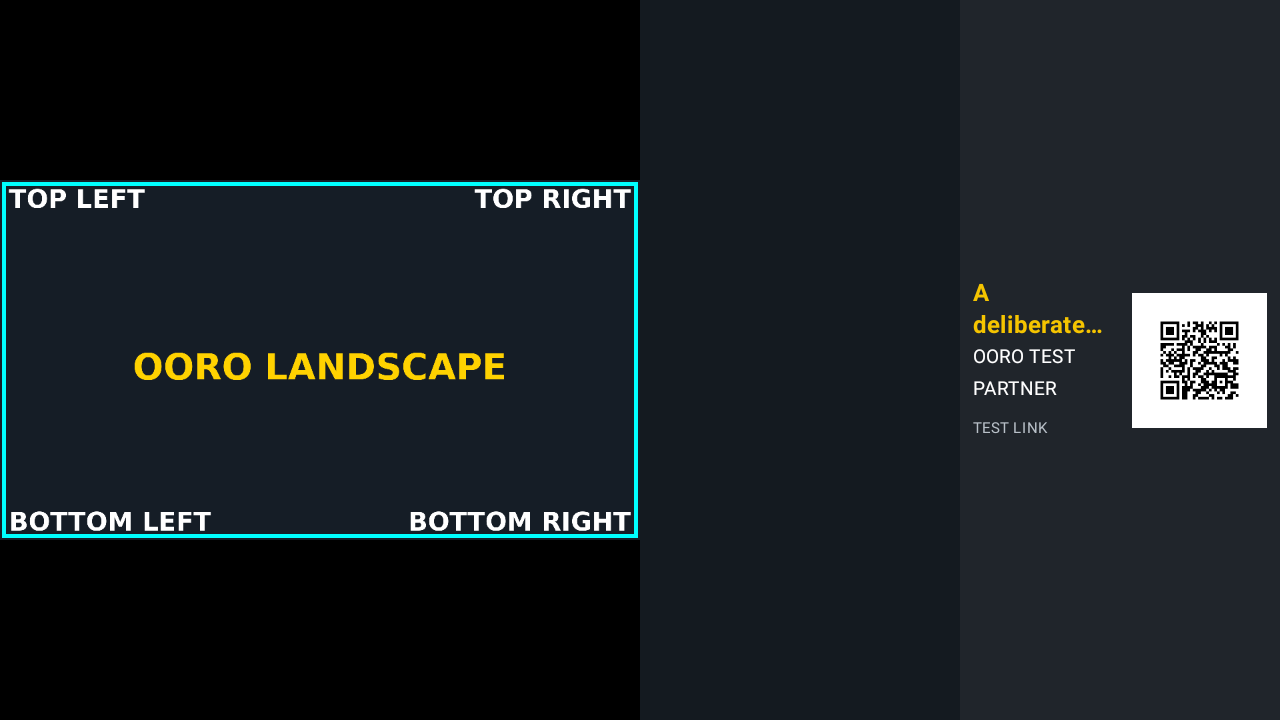 TOP LEFT
TOP RIGHT
OORO LANDSCAPE
BOTTOM LEFT
BOTTOM RIGHT
A
deliberate…
OORO TEST
PARTNER
TEST LINK